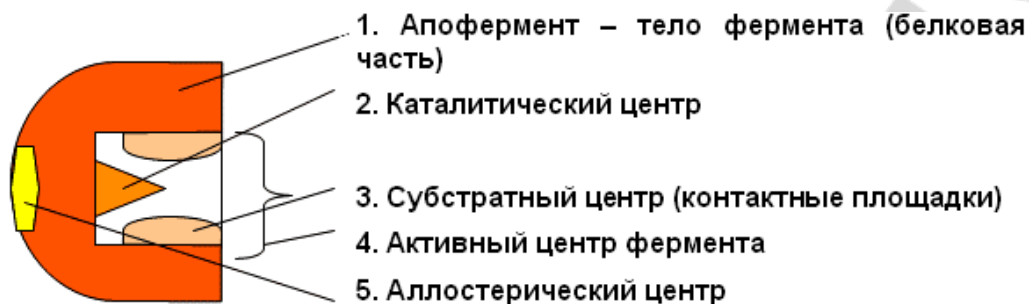 1. Апофермент – тело фермента (белковая
часть)
2. Каталитический центр
3. Субстратный центр (контактные площадки)
4. Активный центр фермента
5. Аллостерический центр